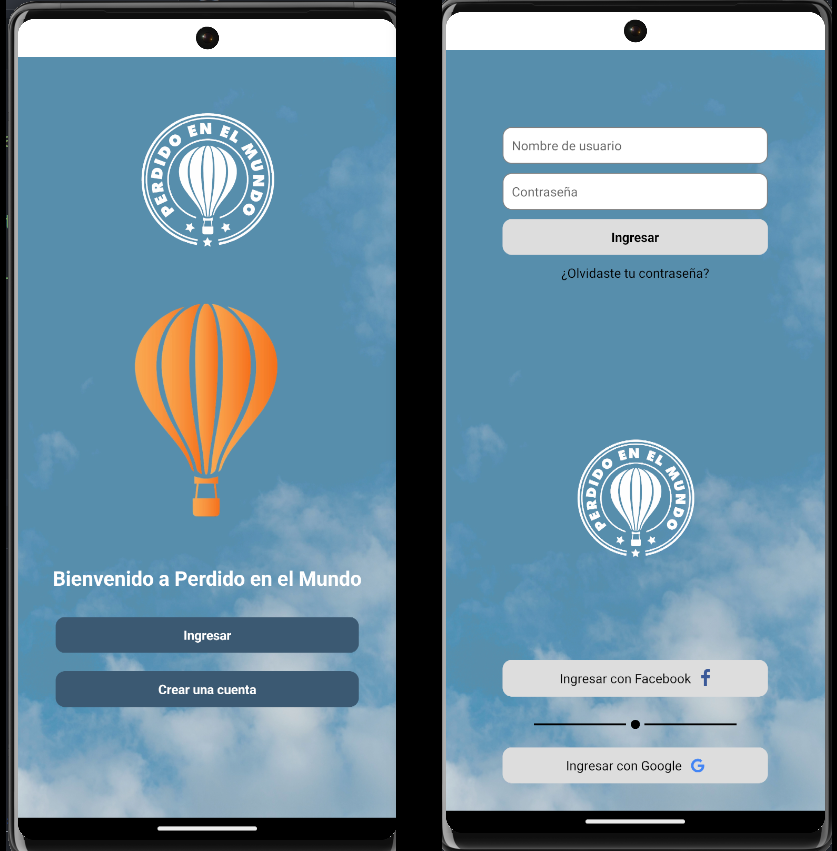 PERDIDO EN EL MUNDO
Bienvenido a Perdido en el Mundo
Ingresar
Crear una cuenta
Nombre de usuario
Contraseña
Ingresar
¿Olvidaste tu contraseña?
PERDIDO EN EL MUNDO
Ingresar con Facebook
Ingresar con Google